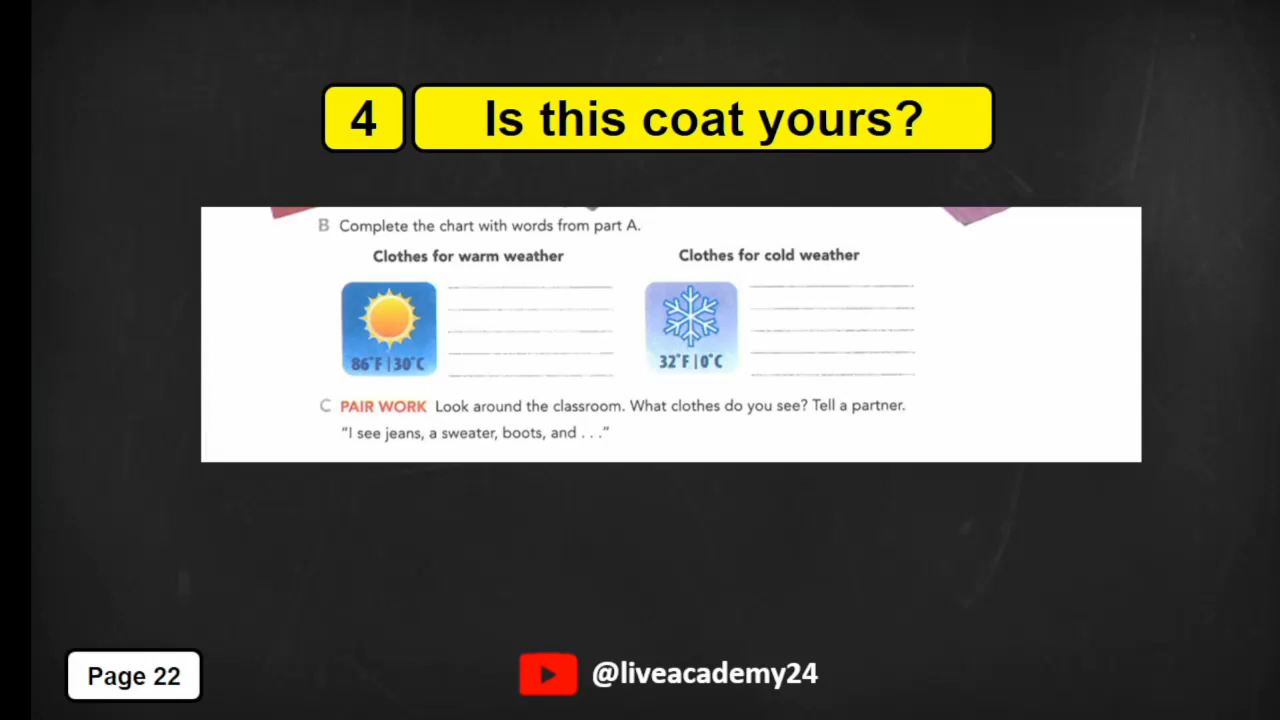 4 Is this coat yours?
B Complete the chart with words from part A.
Clothes for warm weather Clothes for cold weather
86°F | 30°C 32°F | 0°C
C PAIR WORK Look around the classroom. What clothes do you see? Tell a partner.
"I see jeans, a sweater, boots, and . . ."
Page 22
@liveacademy24